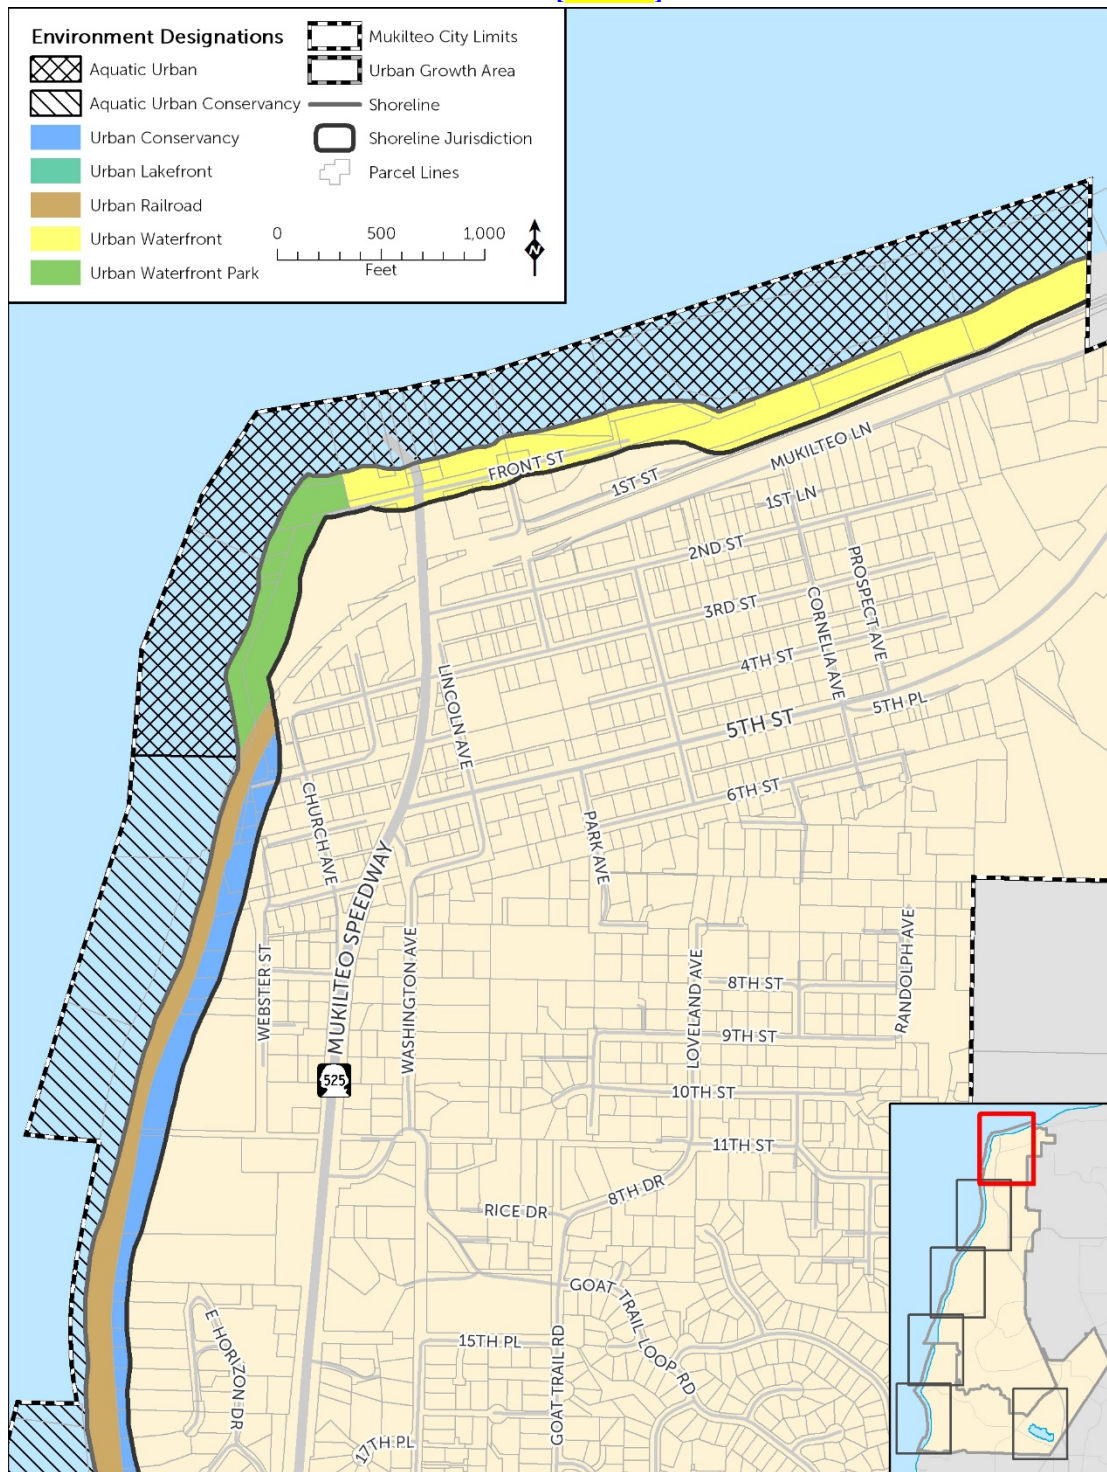 Environment Designations
Aquatic Urban
Aquatic Urban Conservancy
Urban Conservancy
Urban Lakefront
Urban Railroad
Urban Waterfront
Urban Waterfront Park
Mukilteo City Limits
Urban Growth Area
Shoreline
Shoreline Jurisdiction
Parcel Lines
0 500 1,000
Feet
N
FRONT ST
1ST ST
MUKILTEO LN
1ST LN
2ND ST
PROSPECT AVE
3RD ST
CORNELIA AVE
4TH ST
LINCOLN AVE
5TH PL
5TH ST
6TH ST
CHURCH AVE
PARK AVE
MUKILTEO SPEEDWAY
WEBSTER ST
WASHINGTON AVE
LOVELAND AVE
RANDOLPH AVE
8TH ST
9TH ST
525
10TH ST
11TH ST
8TH DR
RICE DR
GOAT TRAIL LOOP RD
E HORIZON DR
15TH PL
GOAT TRAIL RD
17TH PL